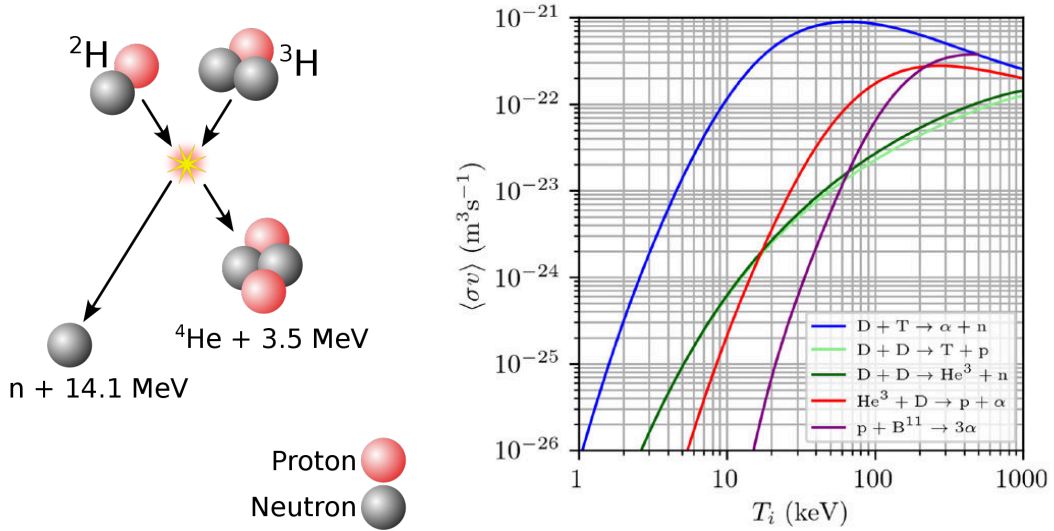 ²H
³H
⁴He + 3.5 MeV
n + 14.1 MeV
Proton
Neutron
10⁻²¹
10⁻²²
10⁻²³
10⁻²⁴
10⁻²⁵
10⁻²⁶
⟨σv⟩ (m³s⁻¹)
D + T → α + n
D + D → T + p
D + D → He³ + n
He³ + D → p + α
p + B¹¹ → 3α
1 10 100 1000
Tᵢ (keV)